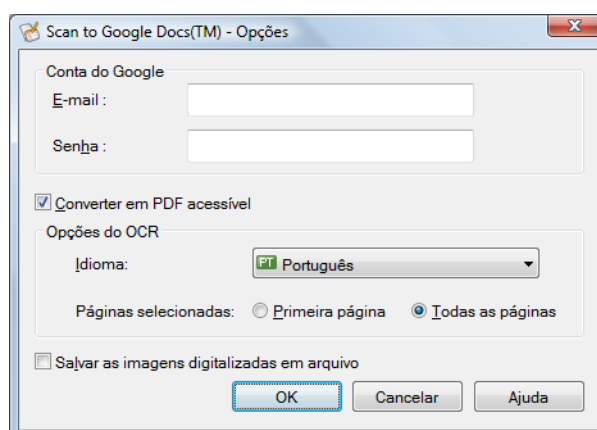 Scan to Google Docs(TM) - Opções
Conta do Google
E-mail :
Senha :
Converter em PDF acessível
Opções do OCR
Idioma: PT Português
Páginas selecionadas: Primeira página Todas as páginas
Salvar as imagens digitalizadas em arquivo
OK Cancelar Ajuda